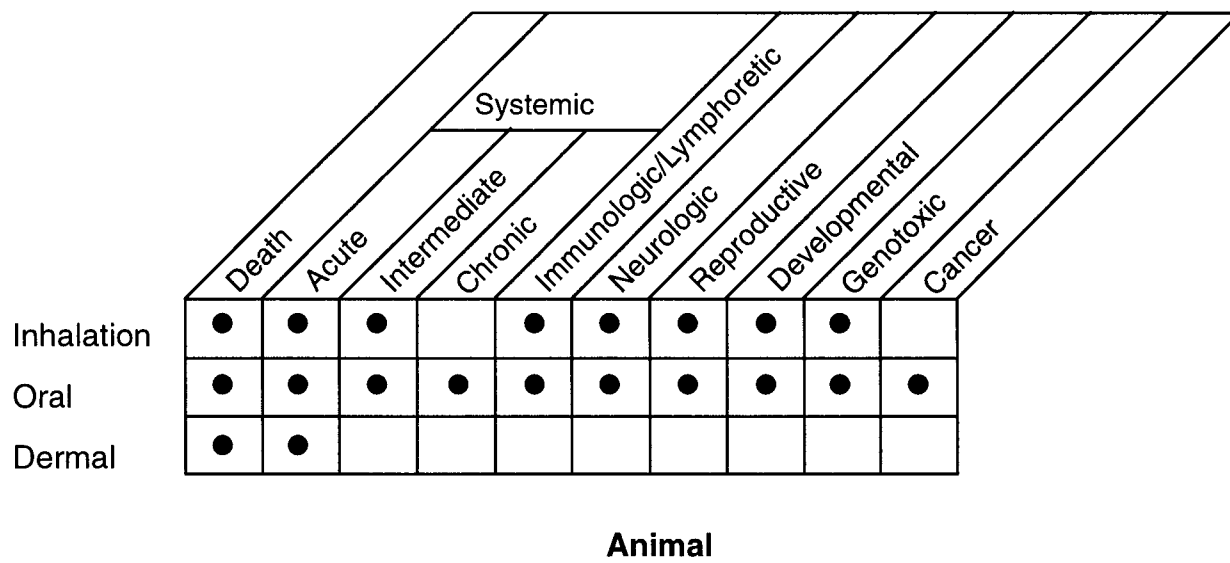 Systemic
Death
Acute
Intermediate
Chronic
Immunologic/Lymphoretic
Neurologic
Reproductive
Developmental
Genotoxic
Cancer
Inhalation
Oral
Dermal
Animal